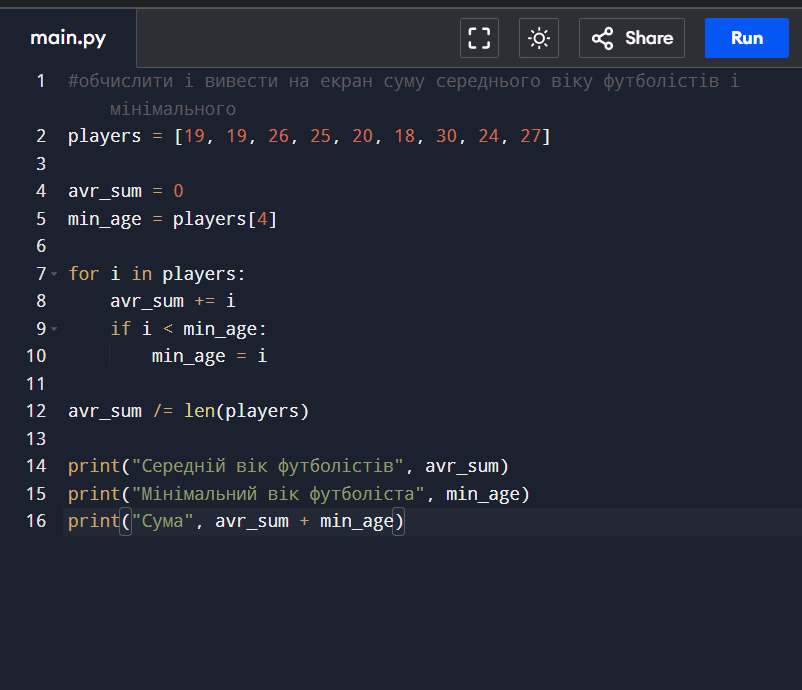 main.py
Share
Run
1 #обчислити і вивести на екран суму середнього віку футболістів і
мінімального
2 players = [19, 19, 26, 25, 20, 18, 30, 24, 27]
3
4 avr_sum = 0
5 min_age = players[4]
6
7 for i in players:
8     avr_sum += i
9     if i < min_age:
10         min_age = i
11
12 avr_sum /= len(players)
13
14 print("Середній вік футболістів", avr_sum)
15 print("Мінімальний вік футболіста", min_age)
16 print("Сума", avr_sum + min_age)